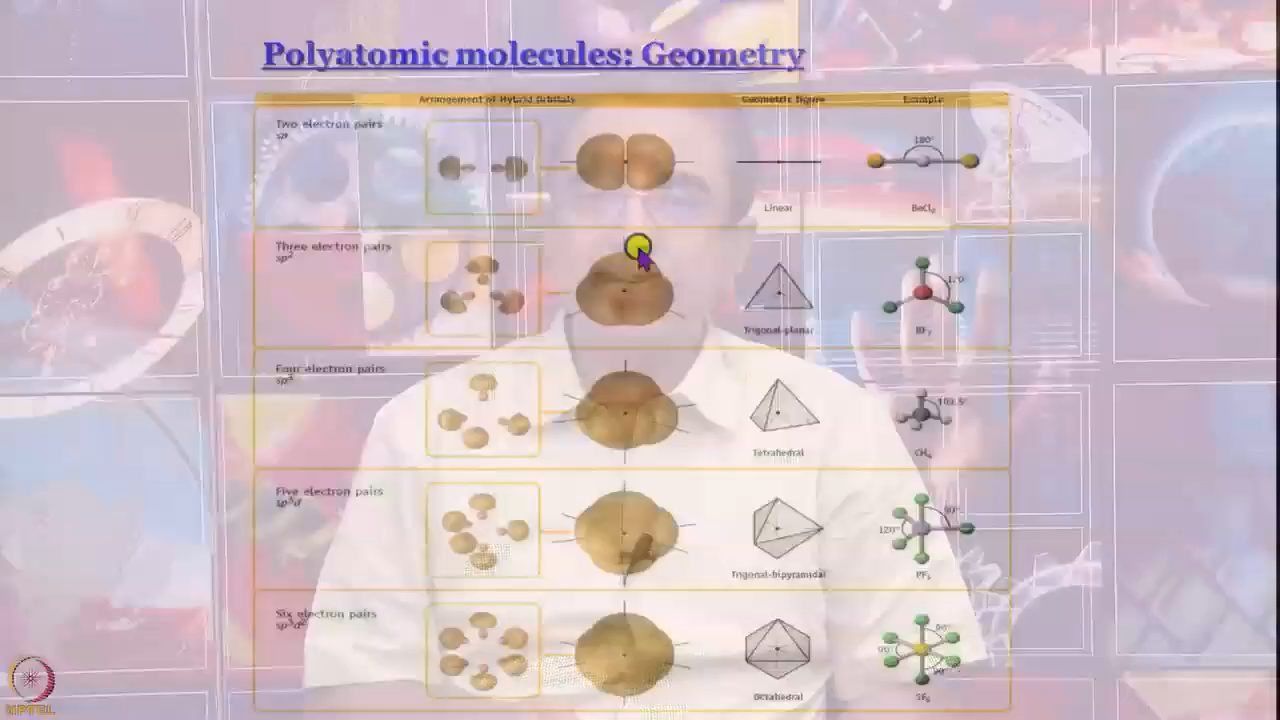 Polyatomic molecules: Geometry
Arrangement of Hybrid Orbitals Geometric figure Example
Two electron pairs
sp
180°
Linear BeCl₂
Three electron pairs
sp²
Trigonal-planar
Four electron pairs
sp³
109.5°
Tetrahedral CH₄
Five electron pairs
sp³d
90°
120°
Trigonal-bipyramidal PF₅
Six electron pairs
sp³d²
90°
90°
90°
Octahedral SF₆
NPTEL